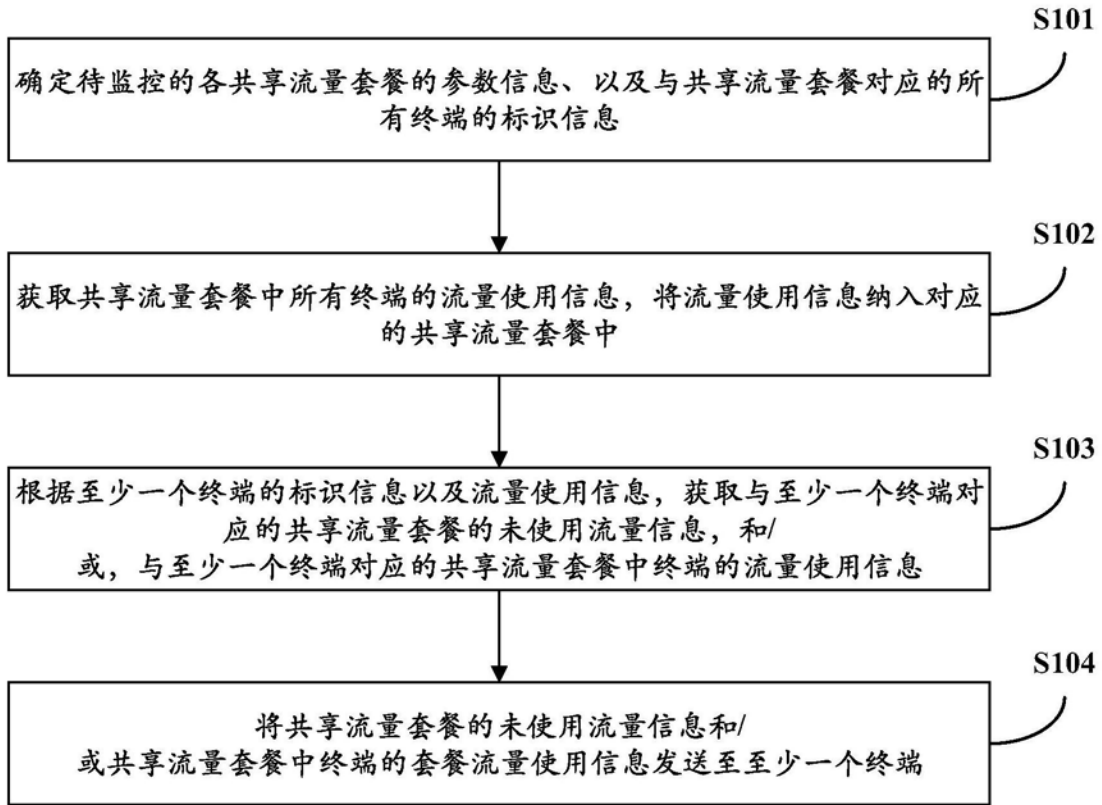 S101
确定待监控的各共享流量套餐的参数信息、以及与共享流量套餐对应的所
有终端的标识信息
S102
获取共享流量套餐中所有终端的流量使用信息，将流量使用信息纳入对应
的共享流量套餐中
S103
根据至少一个终端的标识信息以及流量使用信息，获取与至少一个终端对
应的共享流量套餐的未使用流量信息，和/
或，与至少一个终端对应的共享流量套餐中终端的流量使用信息
S104
将共享流量套餐的未使用流量信息和/
或共享流量套餐中终端的套餐流量使用信息发送至至少一个终端